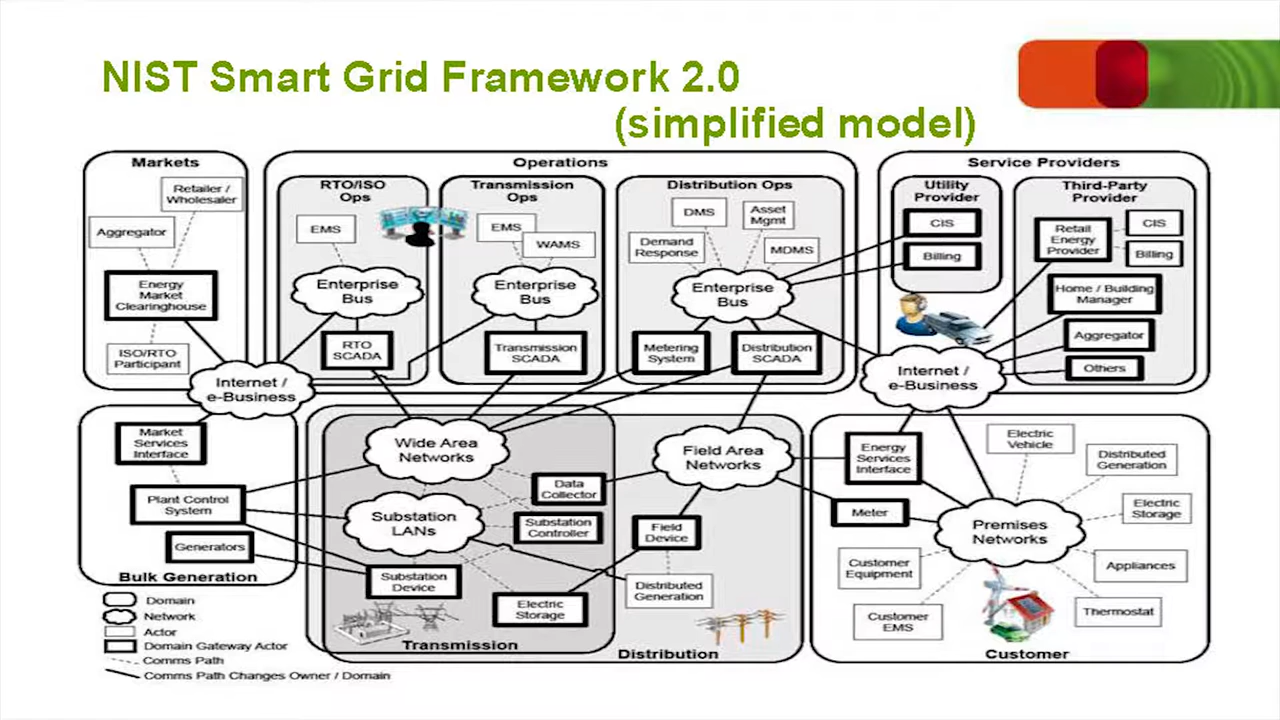 NIST Smart Grid Framework 2.0
(simplified model)
Markets
Retailer /
Wholesaler
Aggregator
Energy
Market
Clearinghouse
ISO/RTO
Participant
Internet /
e-Business
Operations
RTO/ISO
Ops
EMS
Enterprise
Bus
RTO
SCADA
Transmission
Ops
EMS
WAMS
Enterprise
Bus
Transmission
SCADA
Distribution Ops
DMS
Asset
Mgmt
Demand
Response
MDMS
Enterprise
Bus
Metering
System
Distribution
SCADA
Service Providers
Utility
Provider
CIS
Billing
Third-Party
Provider
Retail
Energy
Provider
CIS
Billing
Home / Building
Manager
Aggregator
Others
Internet /
e-Business
Market
Services
Interface
Plant Control
System
Generators
Bulk Generation
Wide Area
Networks
Substation
LANs
Data
Collector
Substation
Controller
Substation
Device
Electric
Storage
Transmission
Field Area
Networks
Field
Device
Distributed
Generation
Distribution
Energy
Services
Interface
Meter
Electric
Vehicle
Distributed
Generation
Electric
Storage
Premises
Networks
Customer
Equipment
Appliances
Customer
EMS
Thermostat
Customer
Domain
Network
Actor
Domain Gateway Actor
Comms Path
Comms Path Changes Owner / Domain